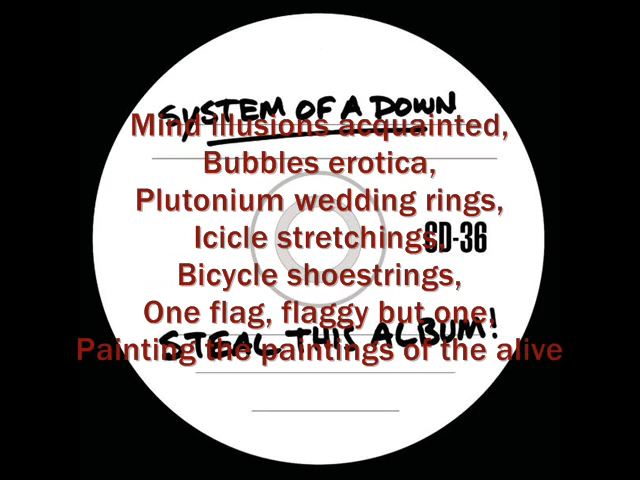 SYSTEM OF A DOWN
Mind illusions acquainted,
Bubbles erotica,
Plutonium wedding rings,
Icicle stretchings,
CD-36
Bicycle shoestrings,
One flag, flaggy but one,
STEAL THIS ALBUM!
Painting the paintings of the alive